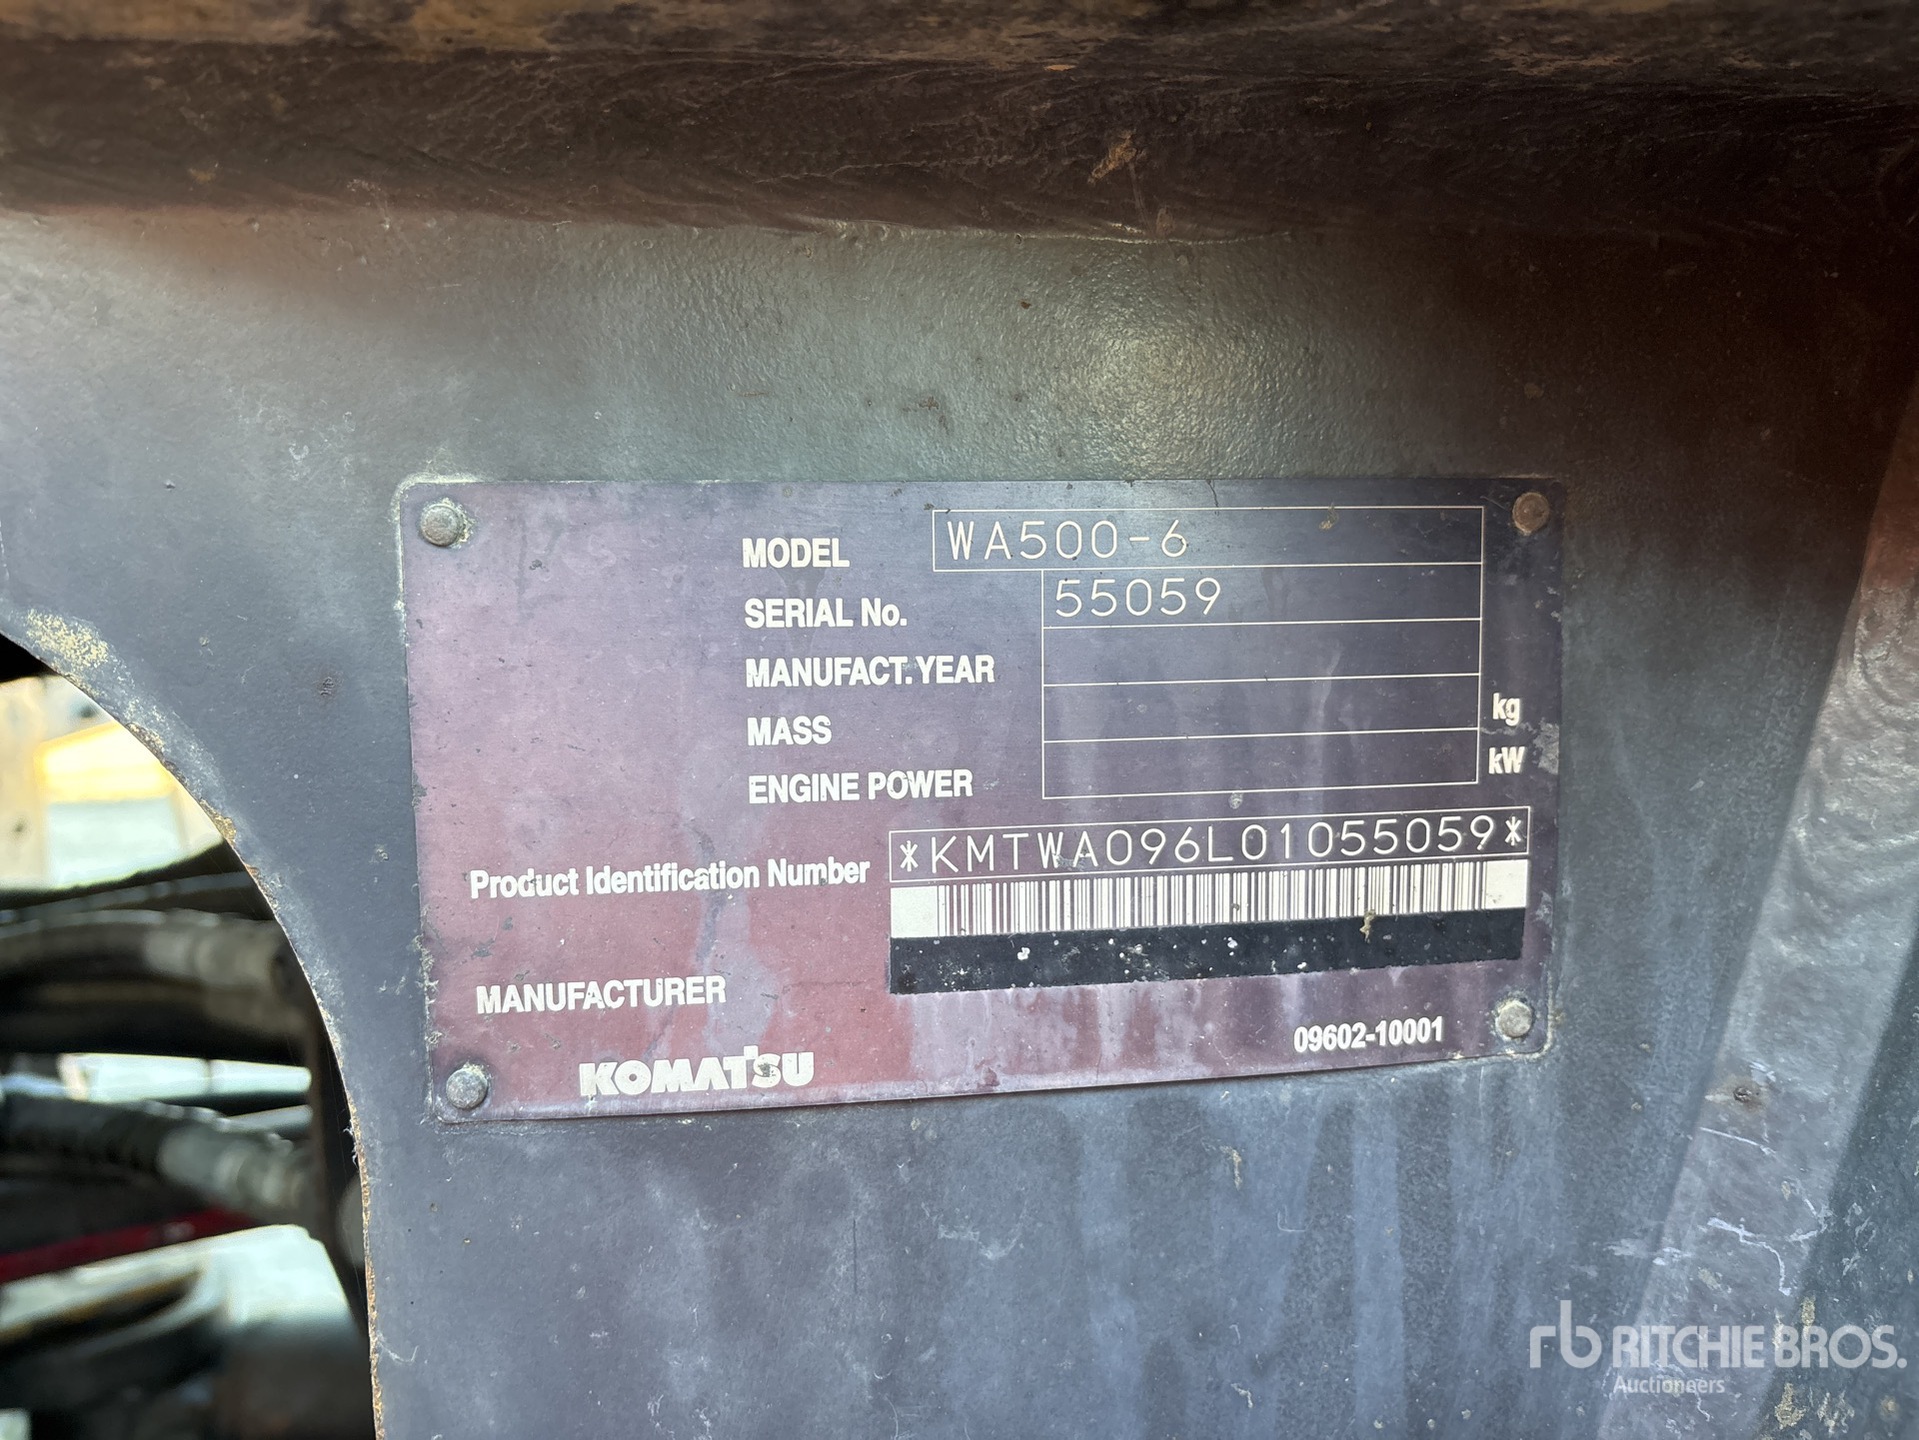 MODEL WA500-6
SERIAL No. 55059
MANUFACT.YEAR
MASS kg
ENGINE POWER kW
Product Identification Number *KMTWA096L01055059*
MANUFACTURER
KOMATSU
09602-10001
rb RITCHIE BROS.
Auctioneers